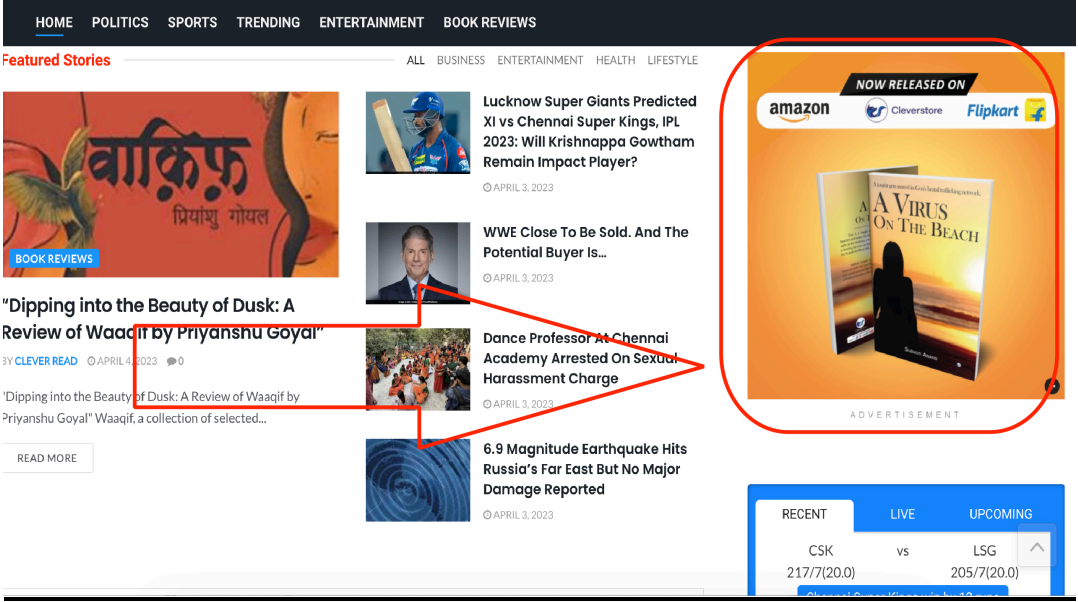 HOME POLITICS SPORTS TRENDING ENTERTAINMENT BOOK REVIEWS
Featured Stories
ALL BUSINESS ENTERTAINMENT HEALTH LIFESTYLE
वाक़िफ़
प्रियांशु गोयल
BOOK REVIEWS
"Dipping into the Beauty of Dusk: A
Review of Waaqif by Priyanshu Goyal"
BY CLEVER READ APRIL 4, 2023 0
"Dipping into the Beauty of Dusk: A Review of Waaqif by
Priyanshu Goyal" Waaqif, a collection of selected...
READ MORE
Lucknow Super Giants Predicted
XI vs Chennai Super Kings, IPL
2023: Will Krishnappa Gowtham
Remain Impact Player?
APRIL 3, 2023
WWE Close To Be Sold. And The
Potential Buyer Is...
APRIL 3, 2023
Dance Professor At Chennai
Academy Arrested On Sexual
Harassment Charge
APRIL 3, 2023
6.9 Magnitude Earthquake Hits
Russia's Far East But No Major
Damage Reported
APRIL 3, 2023
NOW RELEASED ON
amazon Cleverstore Flipkart
A VIRUS
ON THE BEACH
ADVERTISEMENT
RECENT LIVE UPCOMING
CSK vs LSG
217/7(20.0) 205/7(20.0)